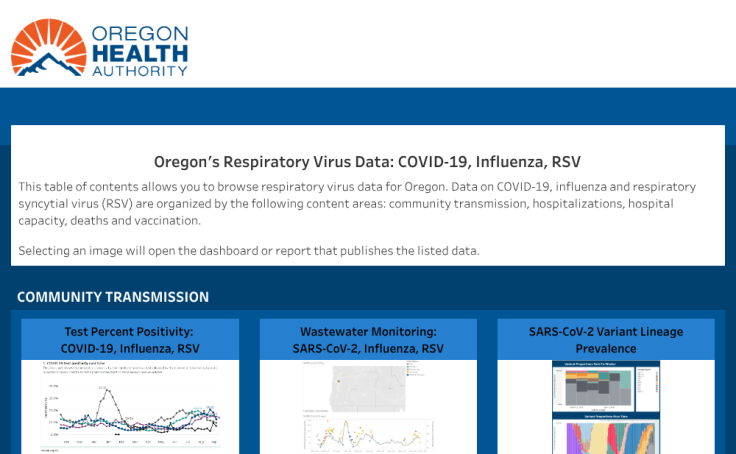 OREGON
HEALTH
AUTHORITY
Oregon's Respiratory Virus Data: COVID-19, Influenza, RSV
This table of contents allows you to browse respiratory virus data for Oregon. Data on COVID-19, influenza and respiratory
syncytial virus (RSV) are organized by the following content areas: community transmission, hospitalizations, hospital
capacity, deaths and vaccination.
Selecting an image will open the dashboard or report that publishes the listed data.
COMMUNITY TRANSMISSION
Test Percent Positivity:
COVID-19, Influenza, RSV
Wastewater Monitoring:
SARS-CoV-2, Influenza, RSV
SARS-CoV-2 Variant Lineage
Prevalence